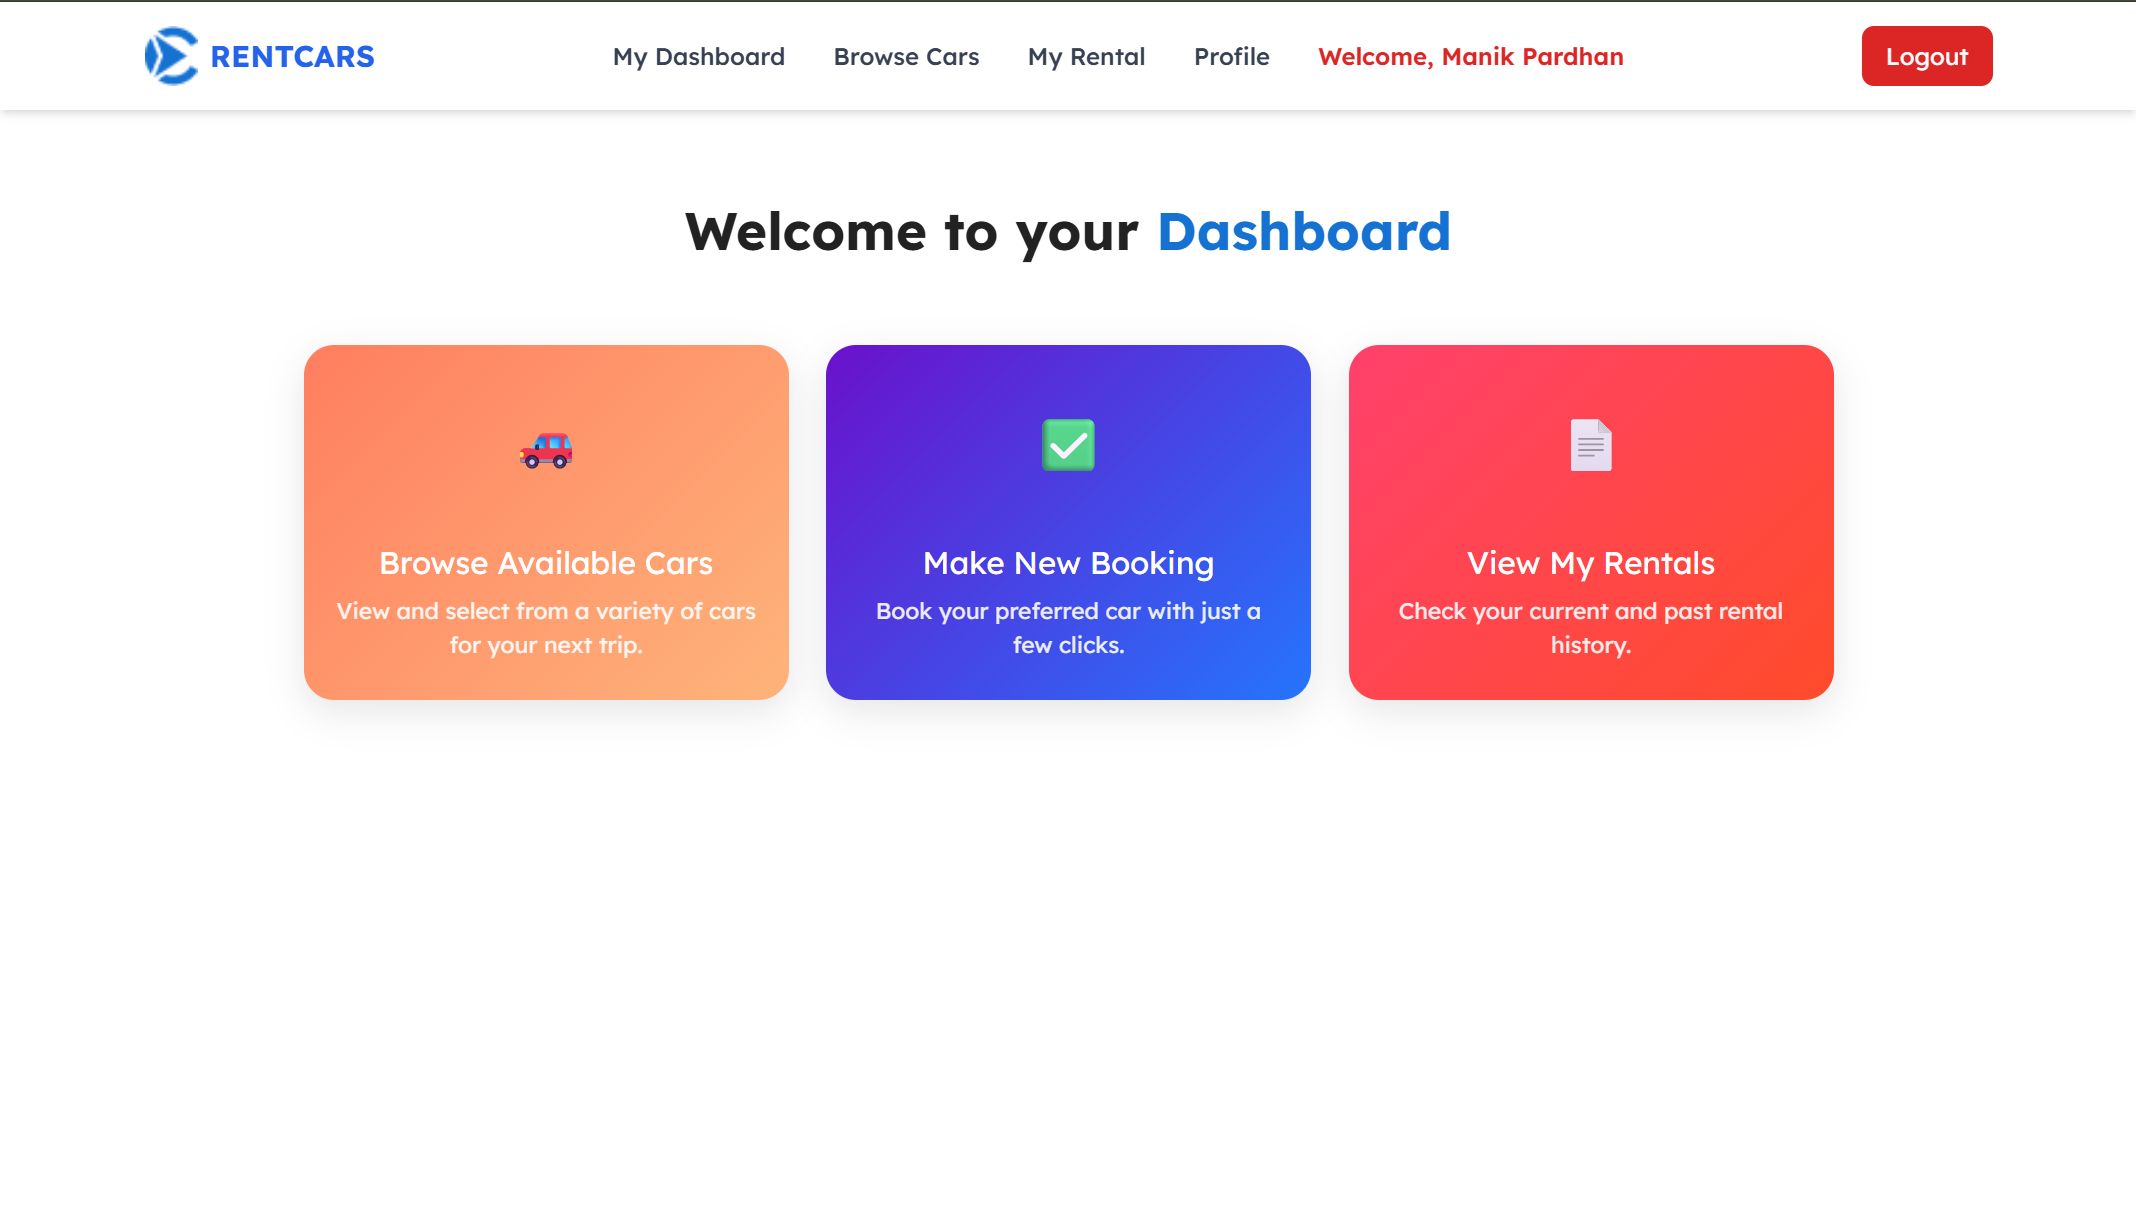 RENTCARS
My Dashboard
Browse Cars
My Rental
Profile
Welcome, Manik Pardhan
Logout
Welcome to your Dashboard
Browse Available Cars
View and select from a variety of cars
for your next trip.
Make New Booking
Book your preferred car with just a
few clicks.
View My Rentals
Check your current and past rental
history.